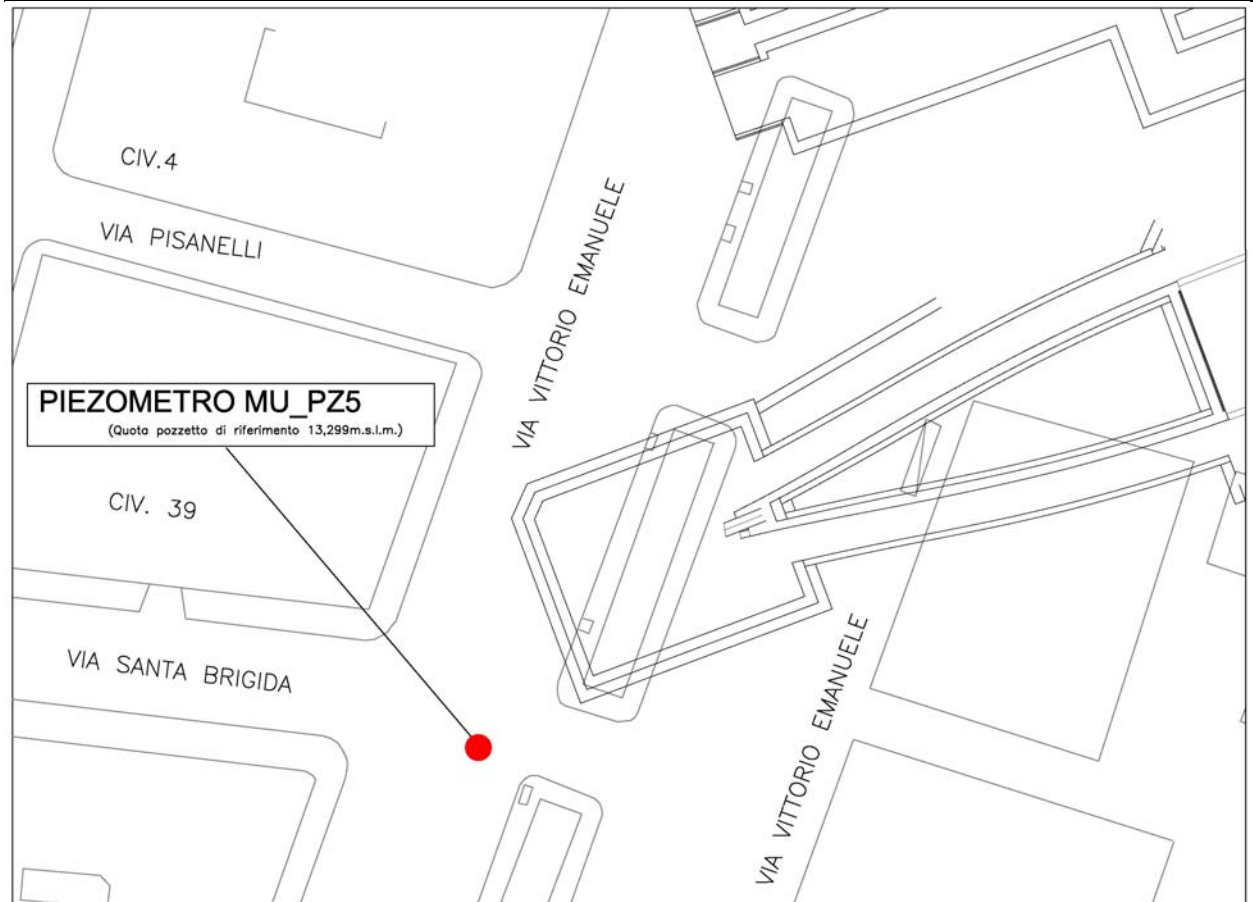 CIV.4
VIA PISANELLI
VIA VITTORIO EMANUELE
PIEZOMETRO MU_PZ5
(Quota pozzetto di riferimento 13,299m.s.l.m.)
CIV. 39
VIA SANTA BRIGIDA
VIA VITTORIO EMANUELE